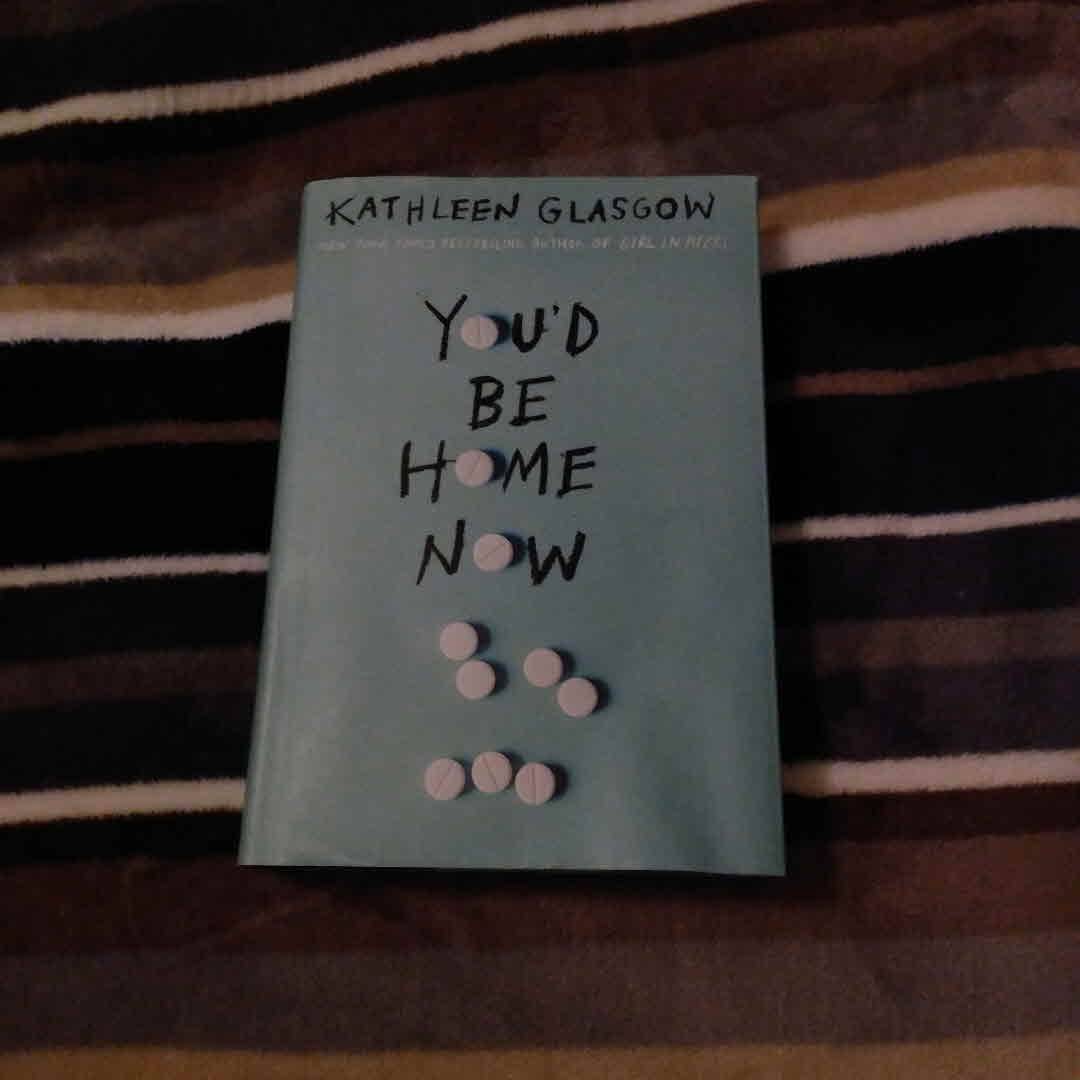 KATHLEEN GLASGOW
NEW YORK TIMES BESTSELLING AUTHOR OF GIRL IN PIECES
YOU'D
BE
HOME
NOW